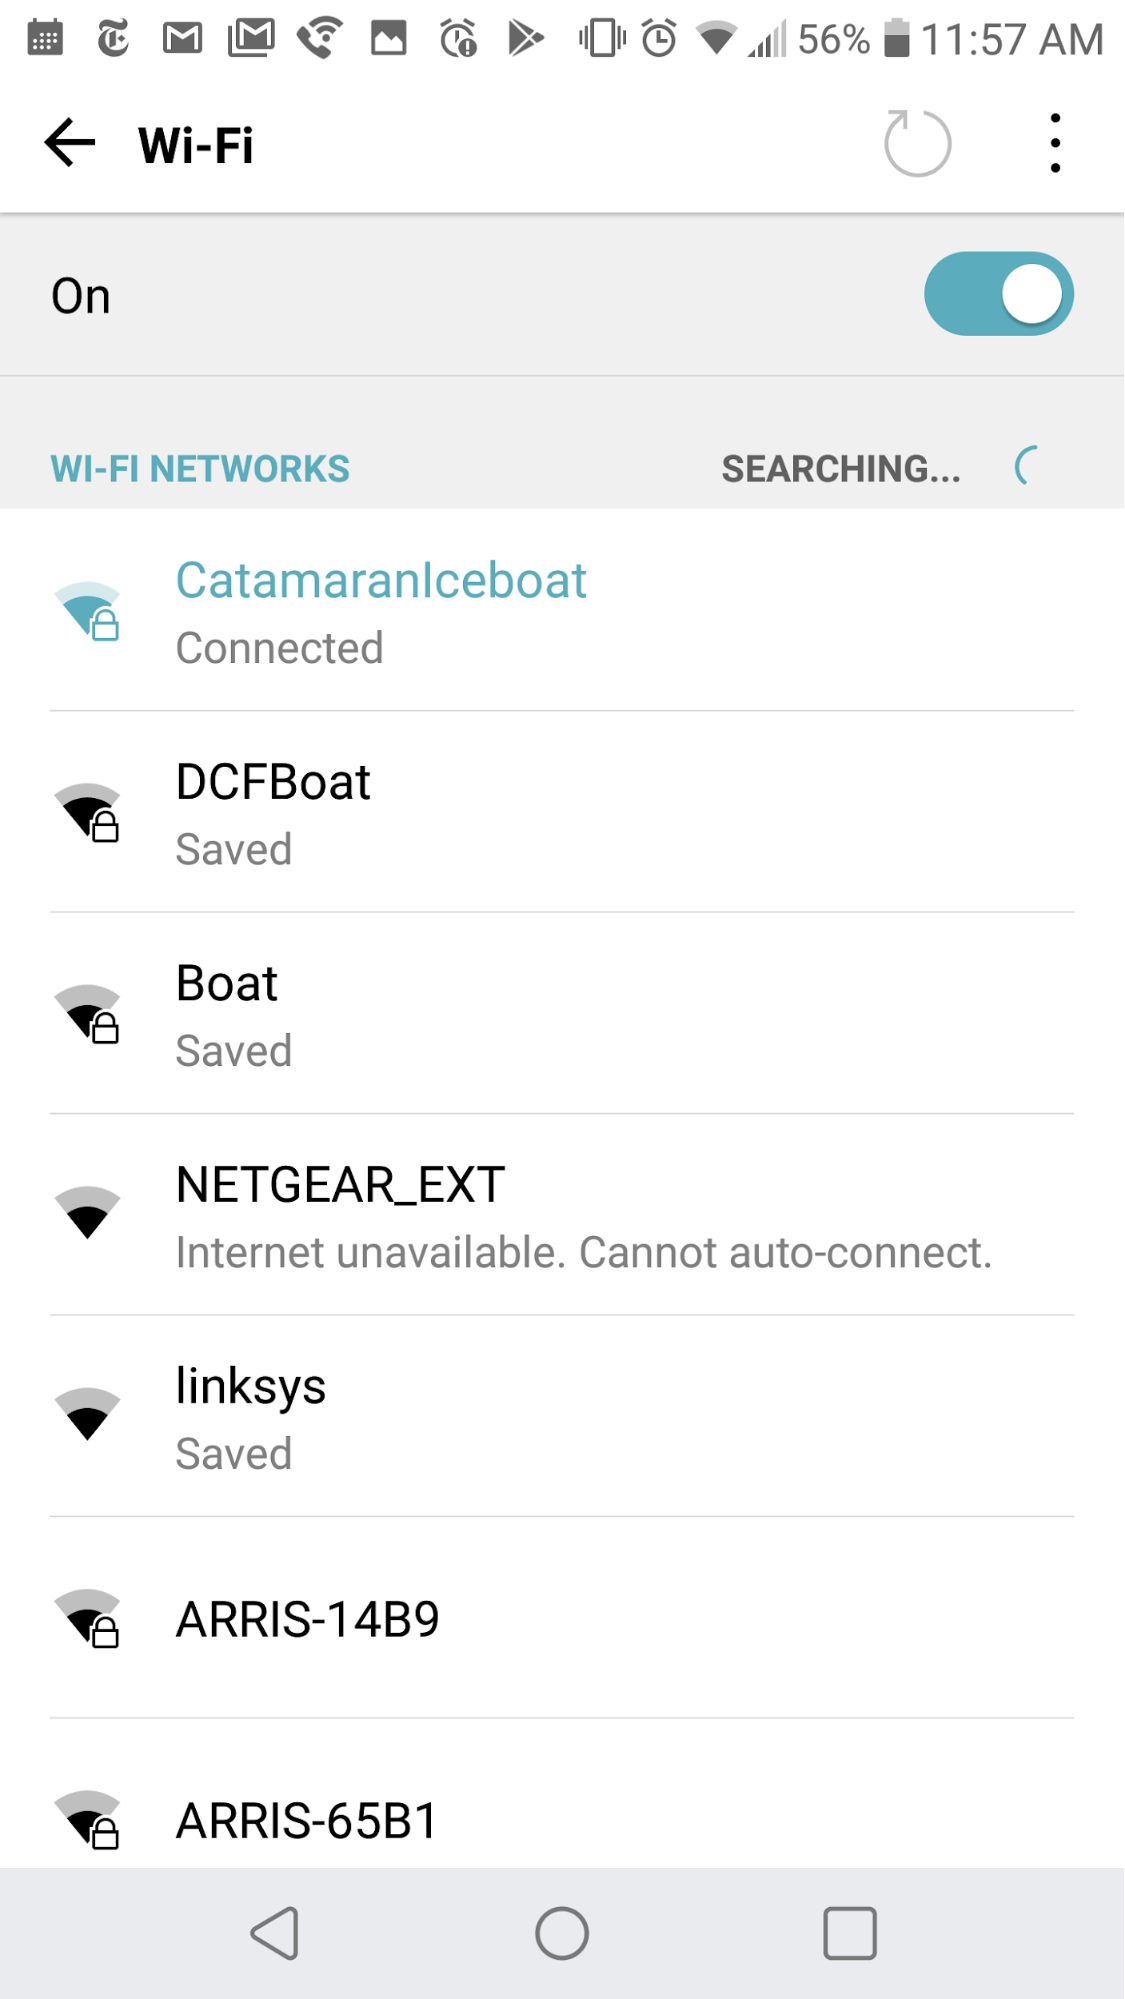 56% 11:57 AM
Wi-Fi
On
WI-FI NETWORKS SEARCHING...
CatamaranIceboat
Connected
DCFBoat
Saved
Boat
Saved
NETGEAR_EXT
Internet unavailable. Cannot auto-connect.
linksys
Saved
ARRIS-14B9
ARRIS-65B1